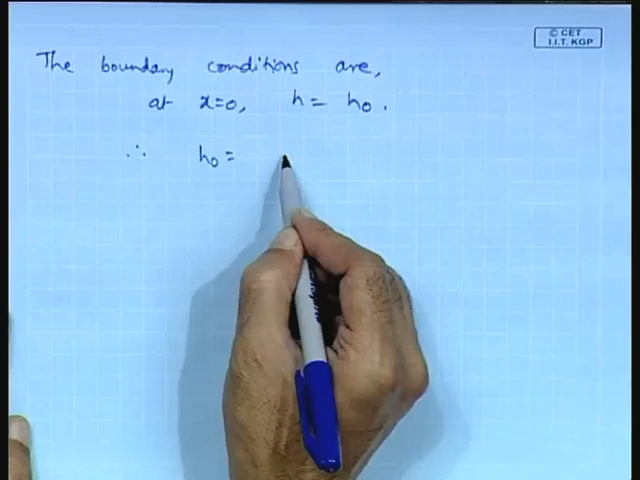 © CET
I.I.T. KGP
The boundary conditions are,
at x=0, h = h₀.
∴ h₀ =